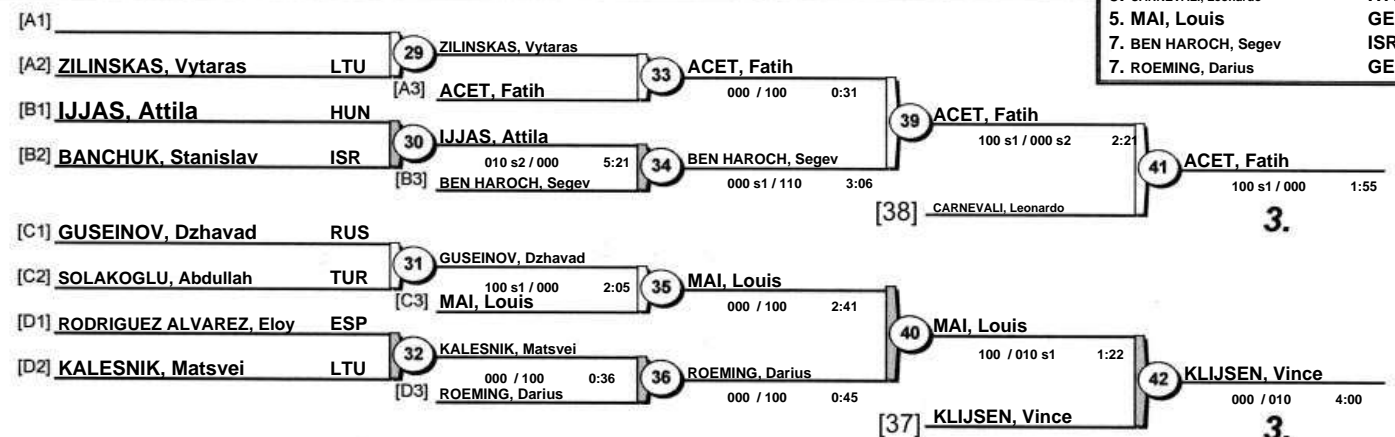 5. MAI, Louis GE
7. BEN HAROCH, Segev ISR
7. ROEMING, Darius GE
[A1]
[A2] ZILINSKAS, Vytaras LTU
29
ZILINSKAS, Vytaras
[A3] ACET, Fatih
33
ACET, Fatih
000 / 100 0:31
[B1] IJJAS, Attila HUN
[B2] BANCHUK, Stanislav ISR
30
IJJAS, Attila
010 s2 / 000 5:21
[B3] BEN HAROCH, Segev
34
BEN HAROCH, Segev
000 s1 / 110 3:06
39
ACET, Fatih
100 s1 / 000 s2 2:21
[38] CARNEVALI, Leonardo
41
ACET, Fatih
100 s1 / 000 1:55
3.
[C1] GUSEINOV, Dzhavad RUS
[C2] SOLAKOGLU, Abdullah TUR
31
GUSEINOV, Dzhavad
100 s1 / 000 2:05
[C3] MAI, Louis
35
MAI, Louis
000 / 100 2:41
[D1] RODRIGUEZ ALVAREZ, Eloy ESP
[D2] KALESNIK, Matsvei LTU
32
KALESNIK, Matsvei
000 / 100 0:36
[D3] ROEMING, Darius
36
ROEMING, Darius
000 / 100 0:45
40
MAI, Louis
100 / 010 s1 1:22
[37] KLIJSEN, Vince
42
KLIJSEN, Vince
000 / 010 4:00
3.